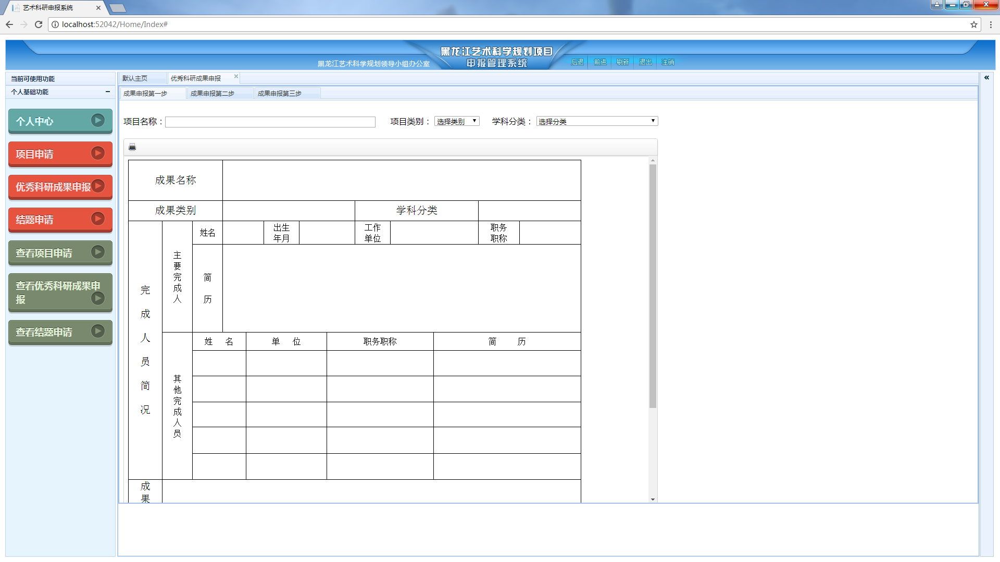 艺术科研申报系统
localhost:52042/Home/Index#
黑龙江艺术科学规划领导小组办公室
黑龙江艺术科学规划项目
申报管理系统
后退 前进 刷新 退出 注销
当前可使用功能
个人基础功能
个人中心
项目申请
优秀科研成果申报
结题申请
查看项目申请
查看优秀科研成果申
报
查看结题申请
默认主页 优秀科研成果申报
成果申报第一步 成果申报第二步 成果申报第三步
项目名称： 项目类别： 选择类别 学科分类： 选择分类
成果名称
成果类别 学科分类
完成人员简况
主要完成人
姓名 出生年月 工作单位 职务职称
简历
其他完成人员
姓 名 单 位 职务职称 简 历
成
果